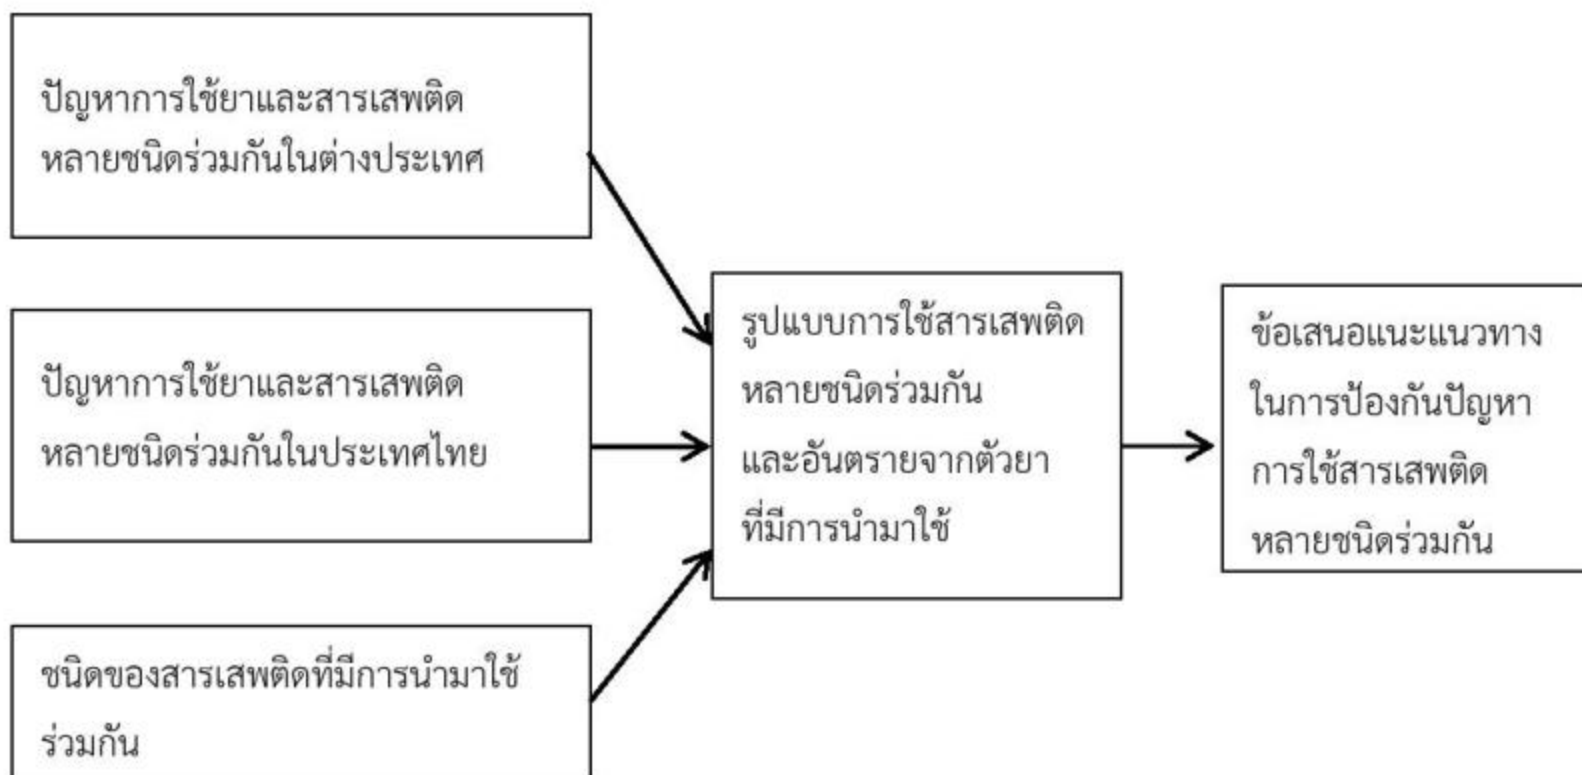 ปัญหาการใช้ยาและสารเสพติด
หลายชนิดร่วมกันในต่างประเทศ
ปัญหาการใช้ยาและสารเสพติด
หลายชนิดร่วมกันในประเทศไทย
ชนิดของสารเสพติดที่มีการนำมาใช้
ร่วมกัน
รูปแบบการใช้สารเสพติด
หลายชนิดร่วมกัน
และอันตรายจากตัวยา
ที่มีการนำมาใช้
ข้อเสนอแนะแนวทาง
ในการป้องกันปัญหา
การใช้สารเสพติด
หลายชนิดร่วมกัน